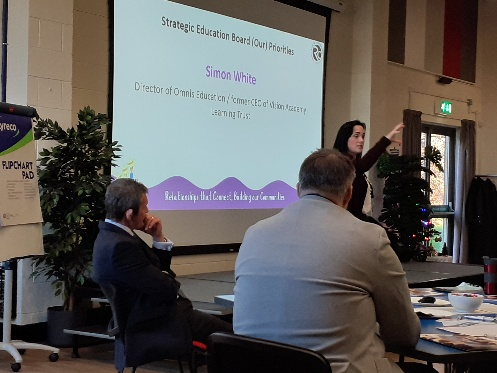 Strategic Education Board (Our) Priorities
Simon White
Director of Omnis Education / former CEO of Vision Academy
Learning Trust
Relationships that Connect, Building our Communities
FLIPCHART
PAD